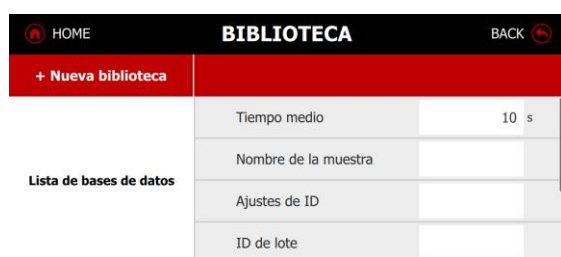 HOME BIBLIOTECA BACK
+ Nueva biblioteca
Tiempo medio 10 s
Nombre de la muestra
Lista de bases de datos
Ajustes de ID
ID de lote